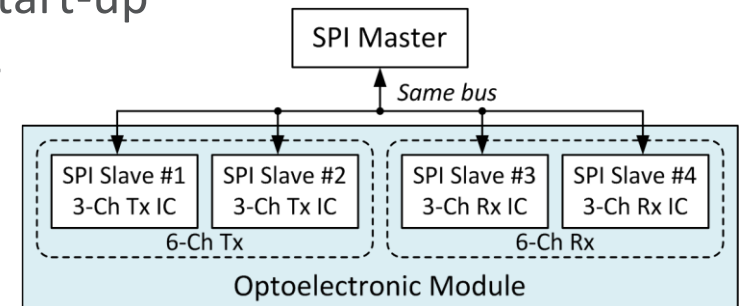 SPI Master
Same bus
SPI Slave #1
3-Ch Tx IC
SPI Slave #2
3-Ch Tx IC
SPI Slave #3
3-Ch Rx IC
SPI Slave #4
3-Ch Rx IC
6-Ch Tx
6-Ch Rx
Optoelectronic Module